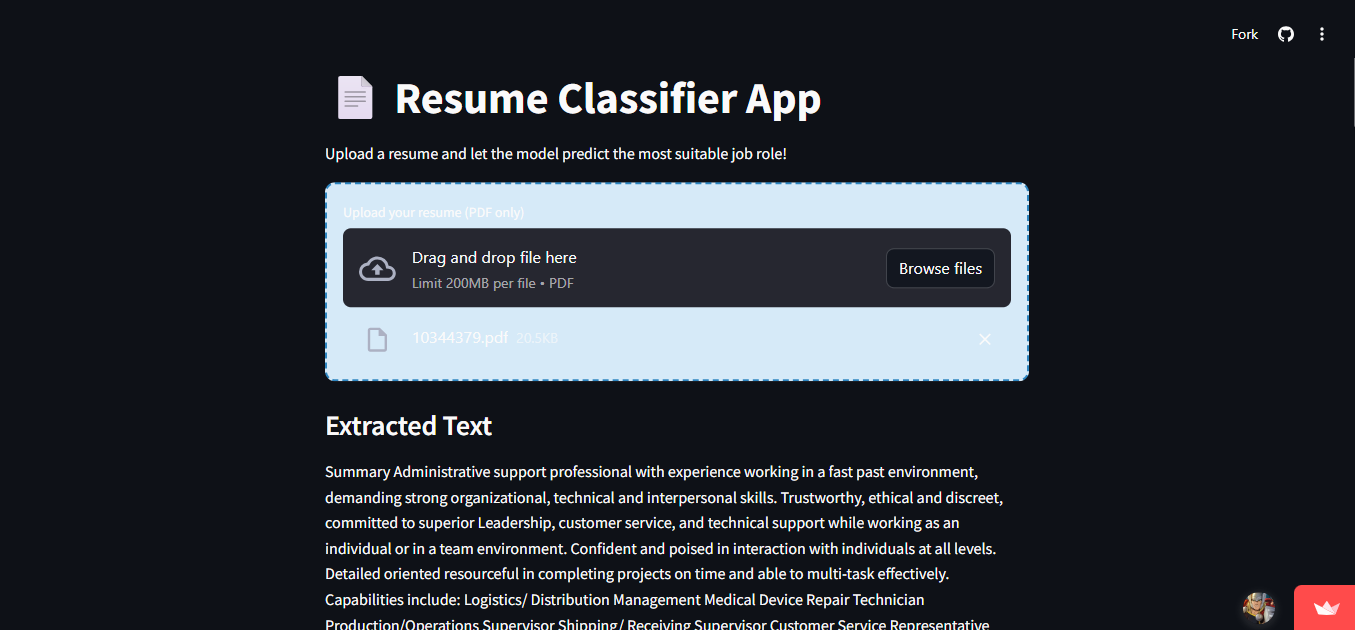 Fork
Resume Classifier App
Upload a resume and let the model predict the most suitable job role!
Upload your resume (PDF only)
Drag and drop file here
Limit 200MB per file • PDF
Browse files
10344379.pdf 20.5KB
Extracted Text
Summary Administrative support professional with experience working in a fast past environment,
demanding strong organizational, technical and interpersonal skills. Trustworthy, ethical and discreet,
committed to superior Leadership, customer service, and technical support while working as an
individual or in a team environment. Confident and poised in interaction with individuals at all levels.
Detailed oriented resourceful in completing projects on time and able to multi-task effectively.
Capabilities include: Logistics/ Distribution Management Medical Device Repair Technician
Production/Operations Supervisor Shipping/ Receiving Supervisor Customer Service Representative